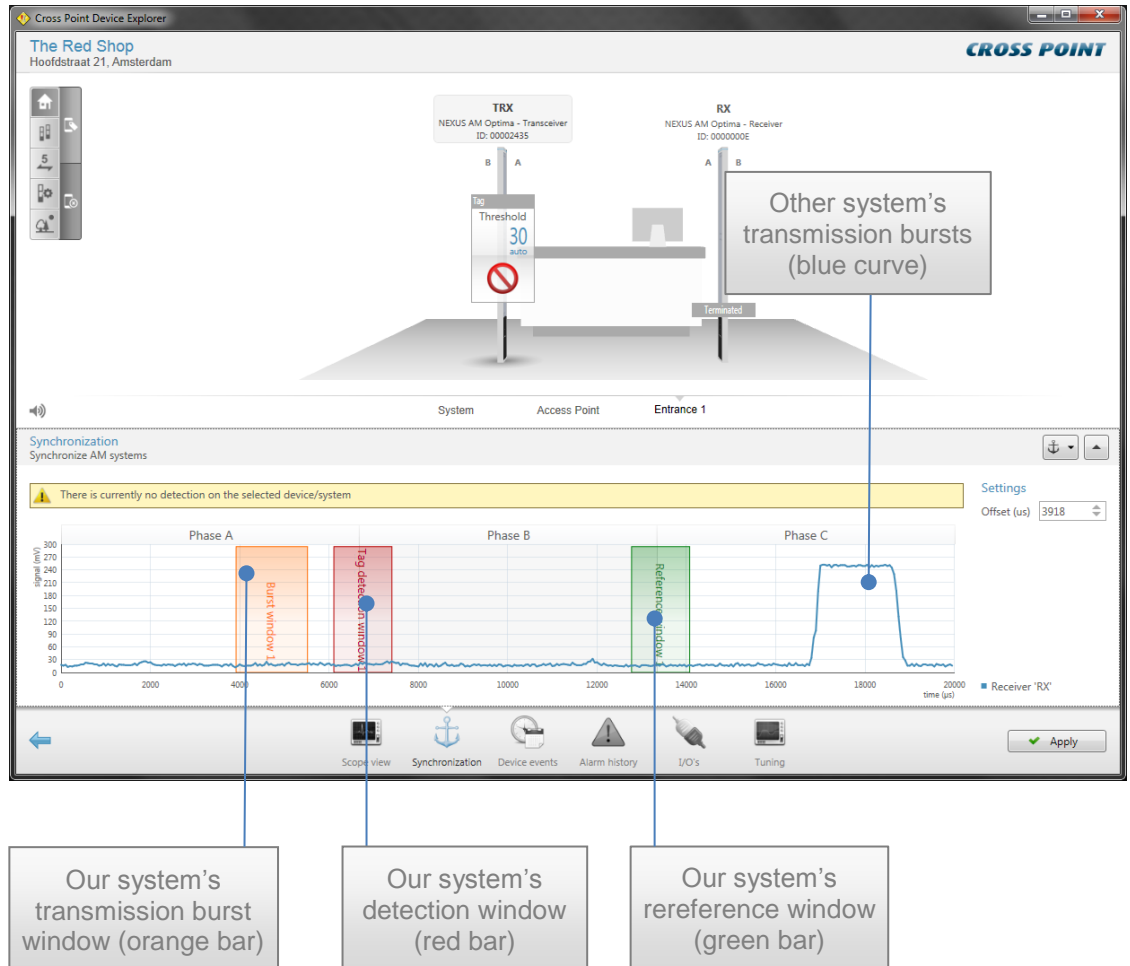 Cross Point Device Explorer
The Red Shop
Hoofdstraat 21, Amsterdam
CROSS POINT
TRX
NEXUS AM Optima - Transceiver
ID: 00002435
RX
NEXUS AM Optima - Receiver
ID: 0000000E
B A
A B
5
Tag
Threshold
30
auto
Terminated
Other system's
transmission bursts
(blue curve)
System Access Point Entrance 1
Synchronization
Synchronize AM systems
There is currently no detection on the selected device/system
Settings
Offset (us) 3918
Phase A Phase B Phase C
signal (mV)
300
270
240
210
180
150
120
90
60
30
0
Burst window 1
Tag detection window 1
Reference window 1
0 2000 4000 6000 8000 10000 12000 14000 16000 18000 20000
time (µs)
Receiver 'RX'
Scope view Synchronization Device events Alarm history I/O's Tuning
Apply
Our system's
transmission burst
window (orange bar)
Our system's
detection window
(red bar)
Our system's
rereference window
(green bar)